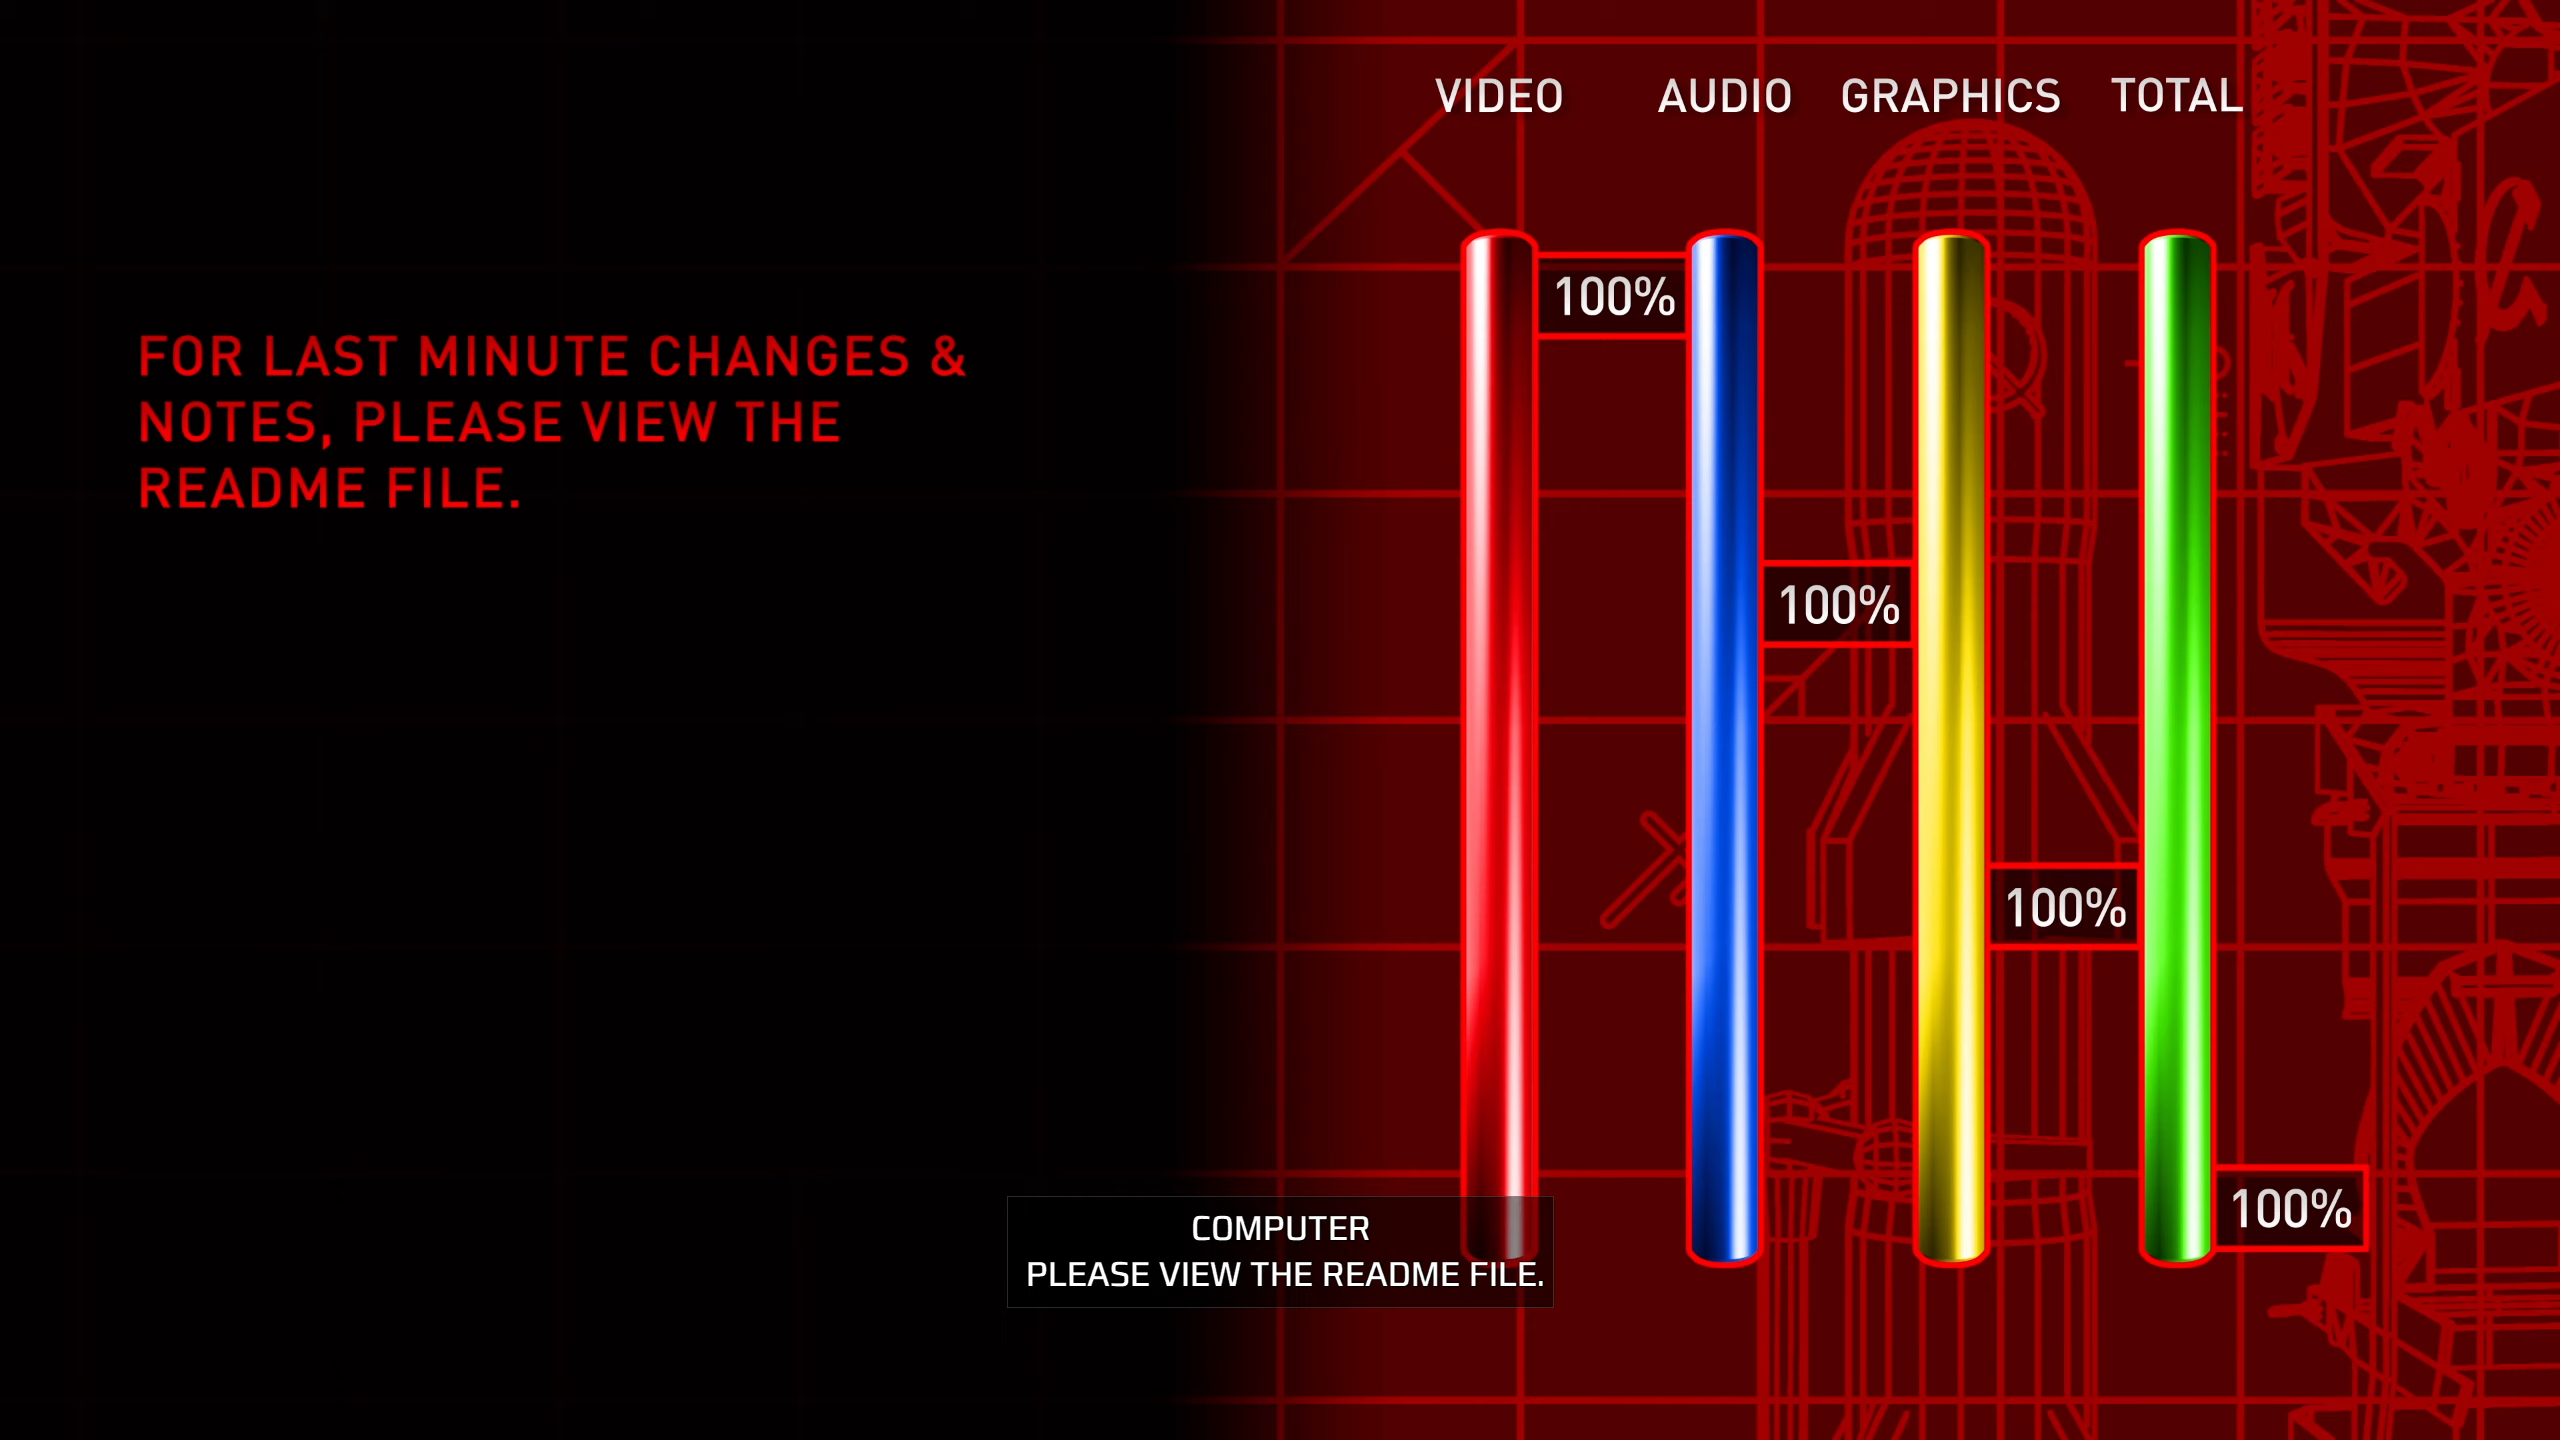 VIDEO AUDIO GRAPHICS TOTAL
100%
FOR LAST MINUTE CHANGES &
NOTES, PLEASE VIEW THE
README FILE.
100%
100%
100%
COMPUTER
PLEASE VIEW THE README FILE.